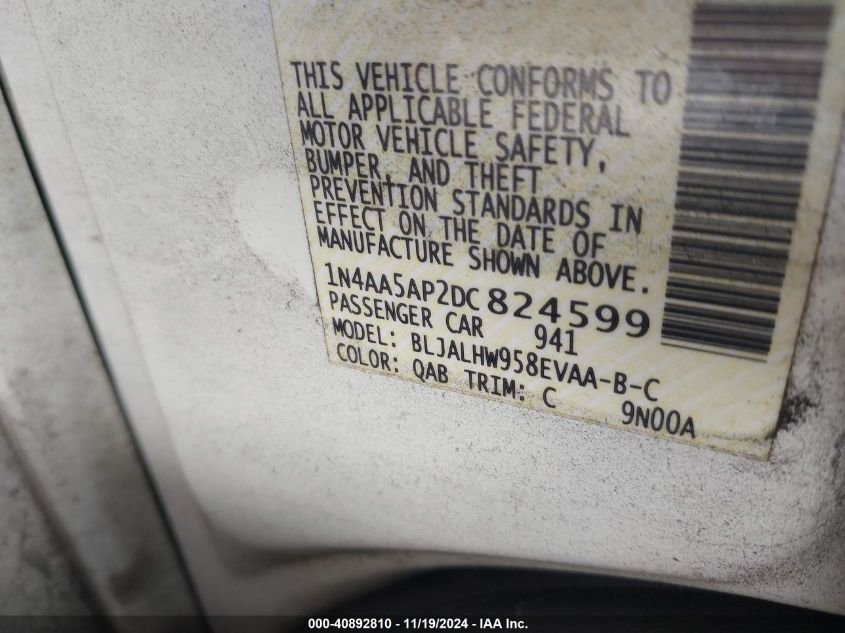 THIS VEHICLE CONFORMS TO
ALL APPLICABLE FEDERAL
MOTOR VEHICLE SAFETY,
BUMPER, AND THEFT
PREVENTION STANDARDS IN
EFFECT ON THE DATE OF
MANUFACTURE SHOWN ABOVE.
1N4AA5AP2DC824599
PASSENGER CAR 941
MODEL: BLJALHW958EVAA-B-C
COLOR: QAB TRIM: C 9N00A
000-40892810 - 11/19/2024 - IAA Inc.